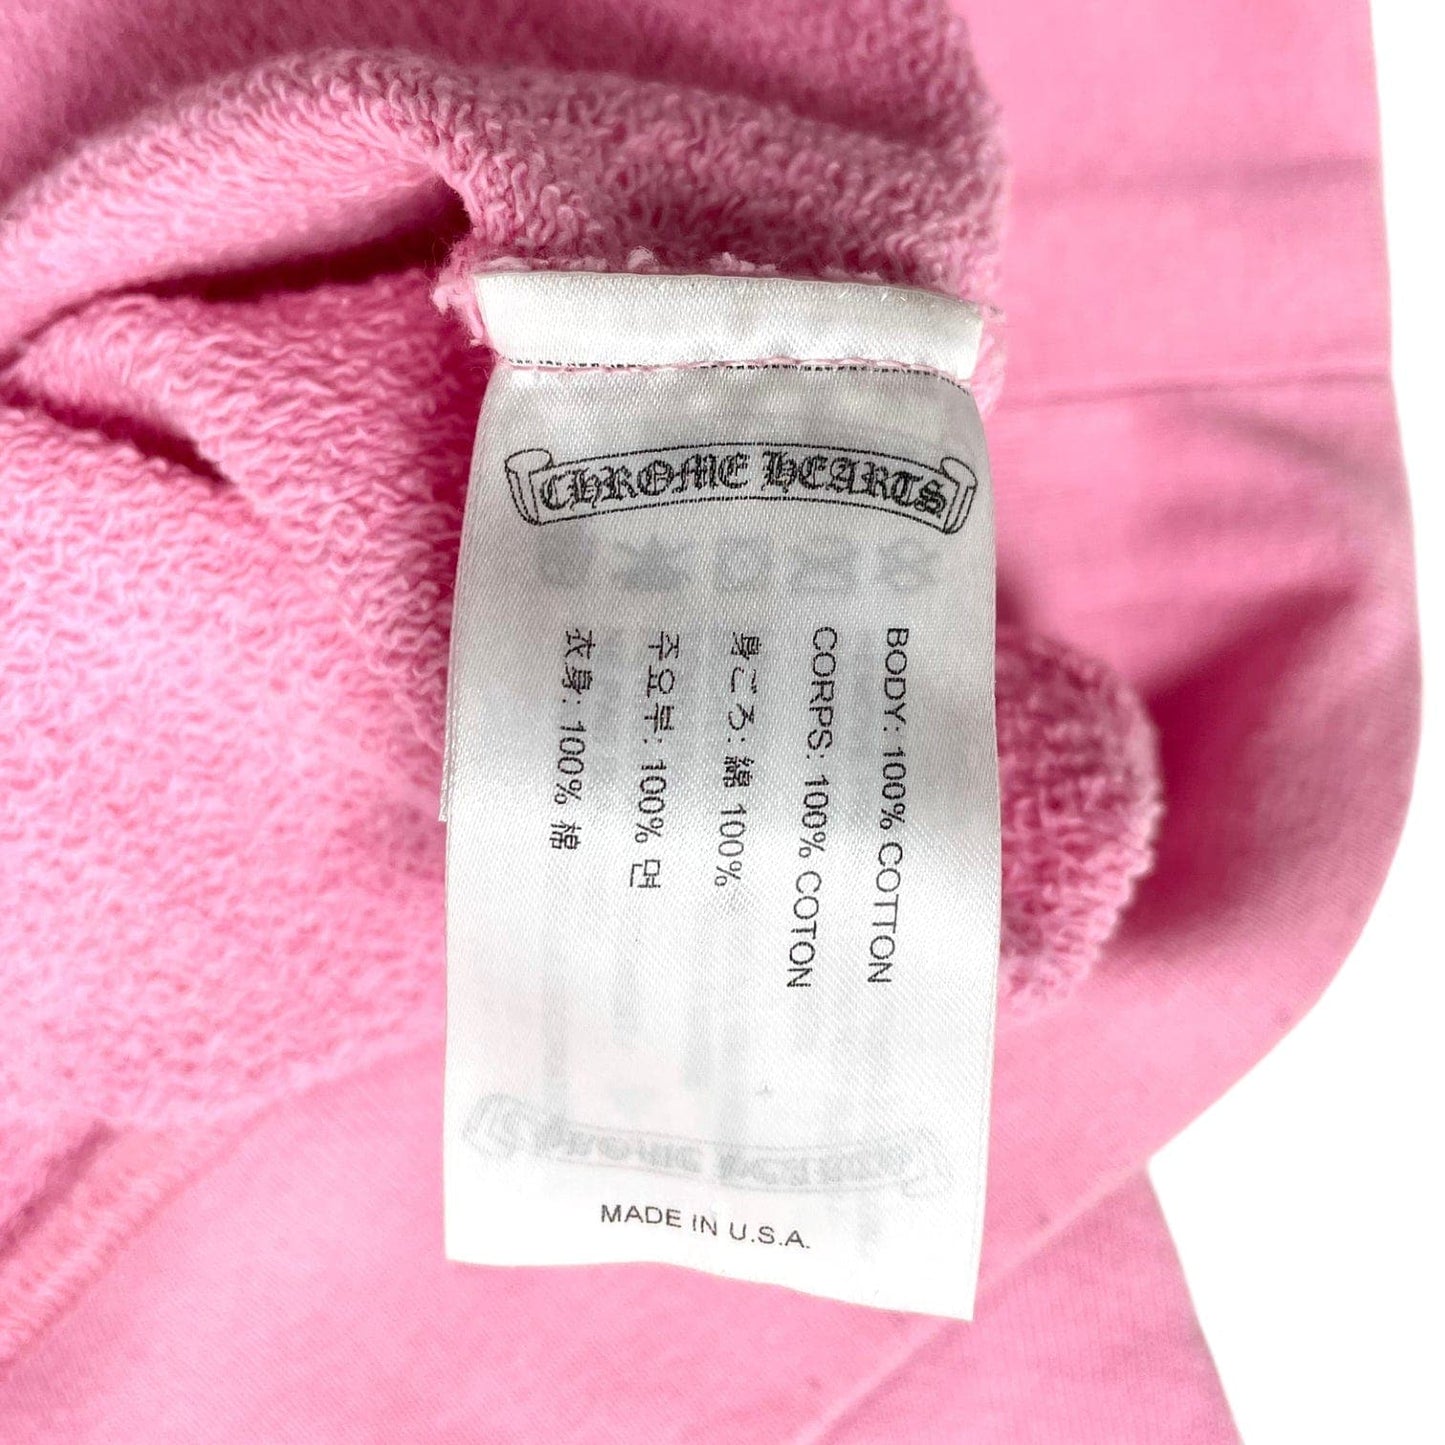 CHROME HEARTS
BODY: 100% COTTON
CORPS: 100% COTON
身ごろ: 綿 100%
주요부: 100% 면
衣身: 100% 棉
MADE IN U.S.A.